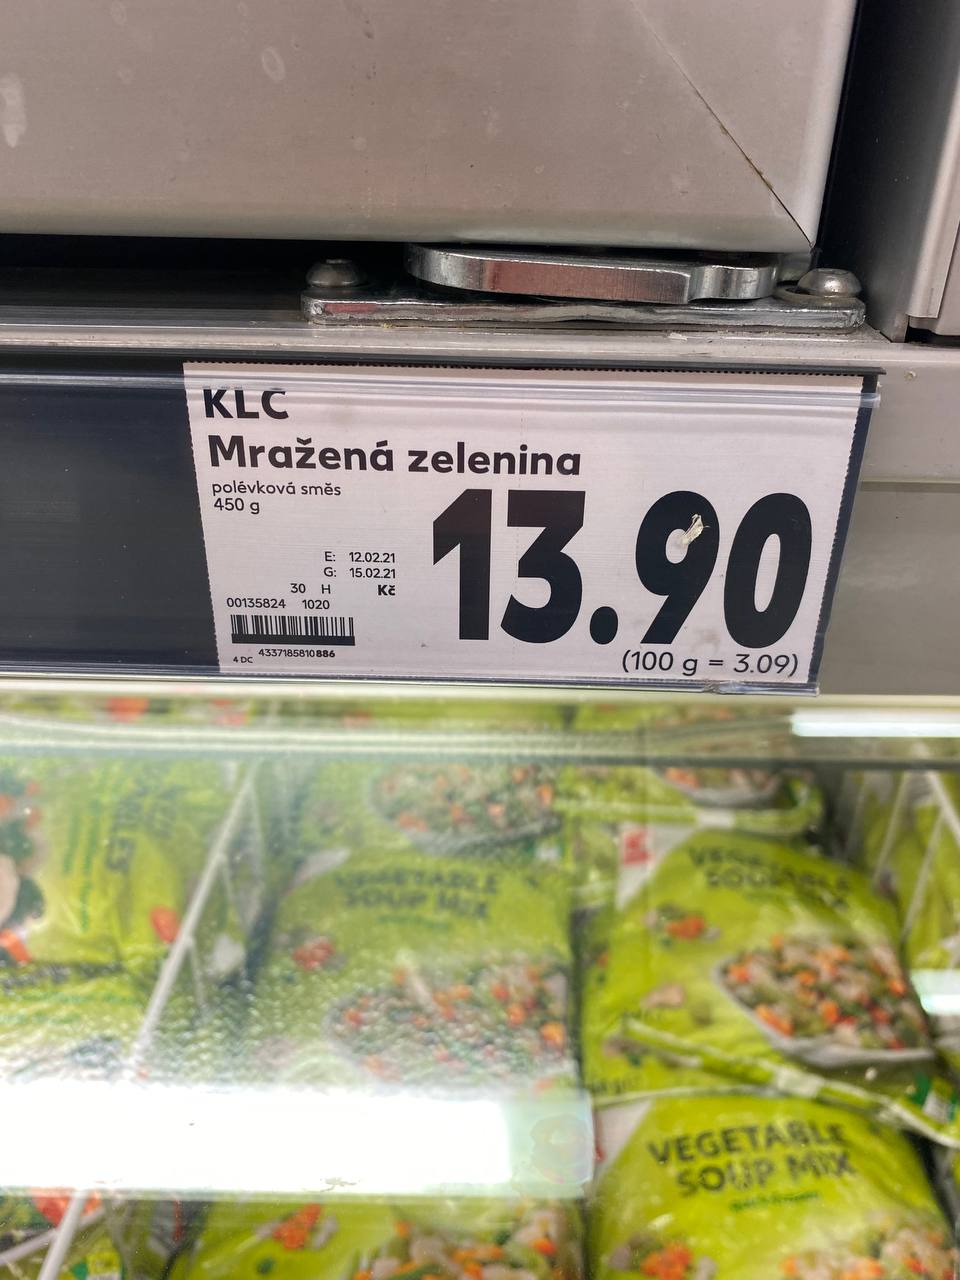 KLC
Mražená zelenina
polévková směs
450 g
13.90
E: 12.02.21
G: 15.02.21
30 H Kč
00135824 1020
4337185810886
4 DC
(100 g = 3.09)
VEGETABLE
SOUP MIX
VEGETABLE
SOUP MIX
VEGETABLE
SOUP MIX